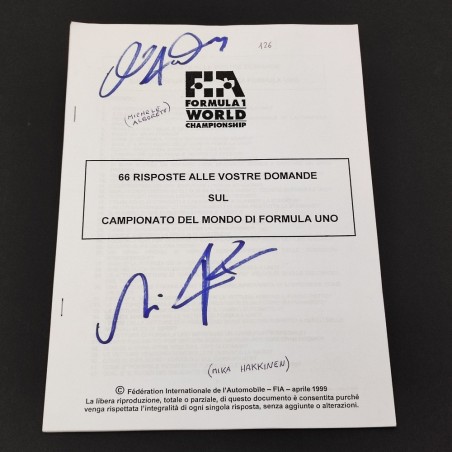 126
FIA
FORMULA 1
WORLD
CHAMPIONSHIP
(MICHELE
ALBORETO)
66 RISPOSTE ALLE VOSTRE DOMANDE
SUL
CAMPIONATO DEL MONDO DI FORMULA UNO
(MIKA HAKKINEN)
© Fédération Internationale de l'Automobile – FIA – aprile 1999
La libera riproduzione, totale o parziale, di questo documento è consentita purchè
venga rispettata l'integralità di ogni singola risposta, senza aggiunte o alterazioni.